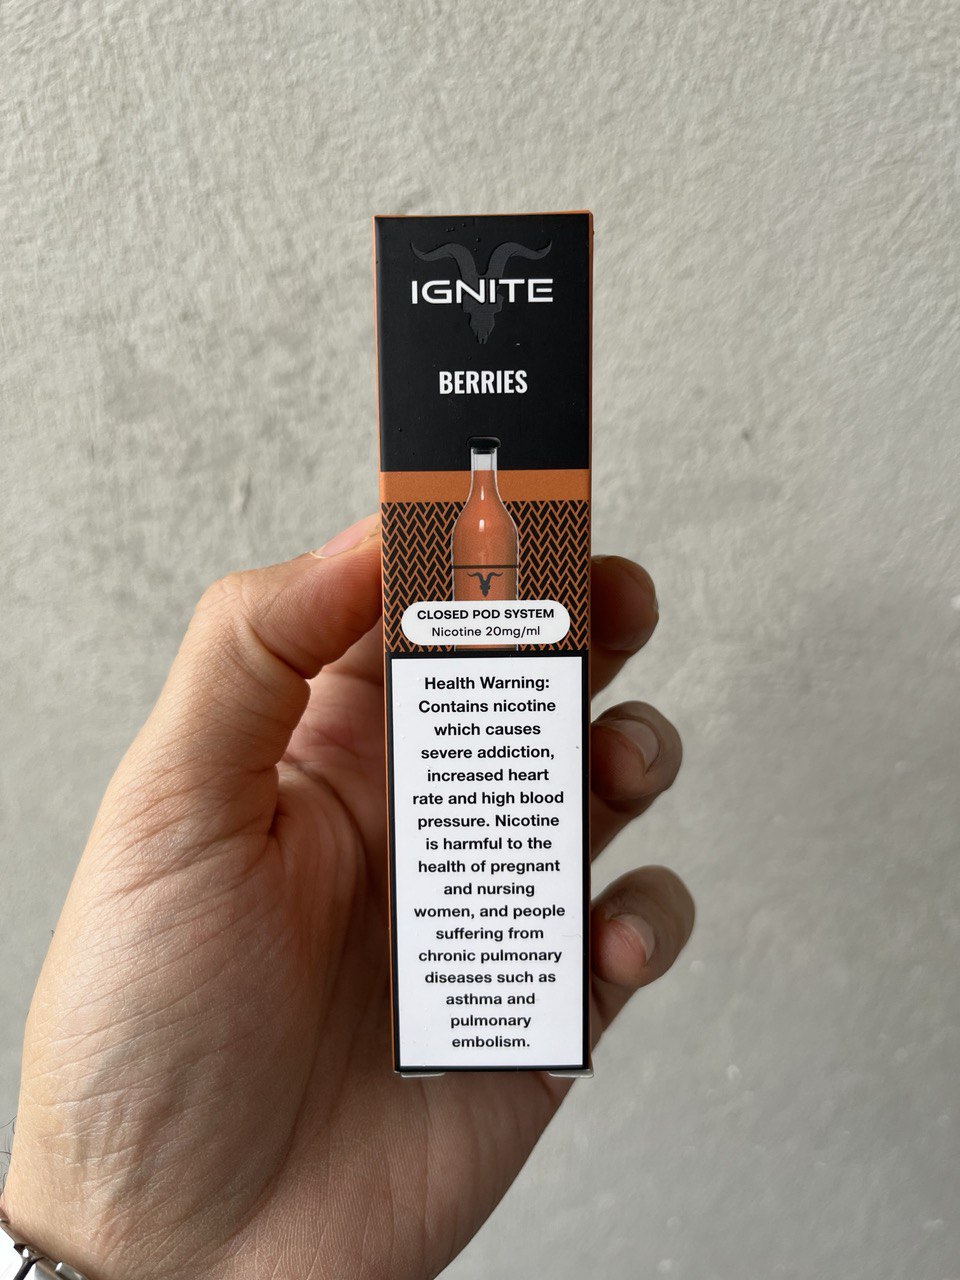 IGNITE
BERRIES
CLOSED POD SYSTEM
Nicotine 20mg/ml
Health Warning:
Contains nicotine
which causes
severe addiction,
increased heart
rate and high blood
pressure. Nicotine
is harmful to the
health of pregnant
and nursing
women, and people
suffering from
chronic pulmonary
diseases such as
asthma and
pulmonary
embolism.